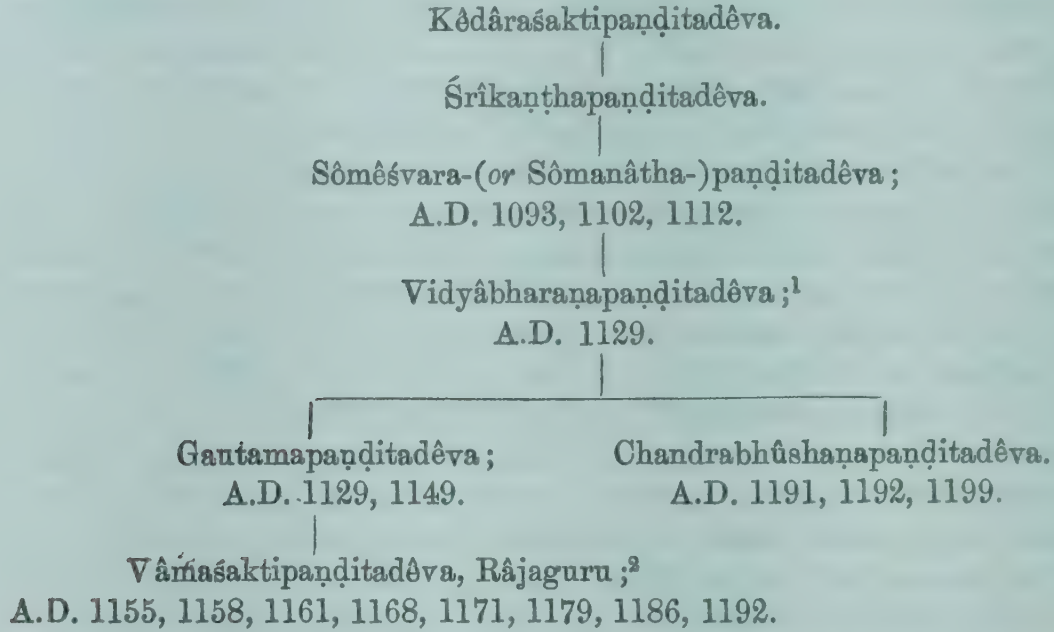 Kêdâraśaktipaṇḍitadêva.
Śrîkaṇṭhapaṇḍitadêva.
Sômêśvara-(or Sômanâtha-)paṇḍitadêva;
A.D. 1093, 1102, 1112.
Vidyâbharaṇapaṇḍitadêva;¹
A.D. 1129.
Gautamapaṇḍitadêva; Chandrabhûshaṇapaṇḍitadêva.
A.D. 1129, 1149. A.D. 1191, 1192, 1199.
Vâmaśaktipaṇḍitadêva, Râjaguru;²
A.D. 1155, 1158, 1161, 1168, 1171, 1179, 1186, 1192.